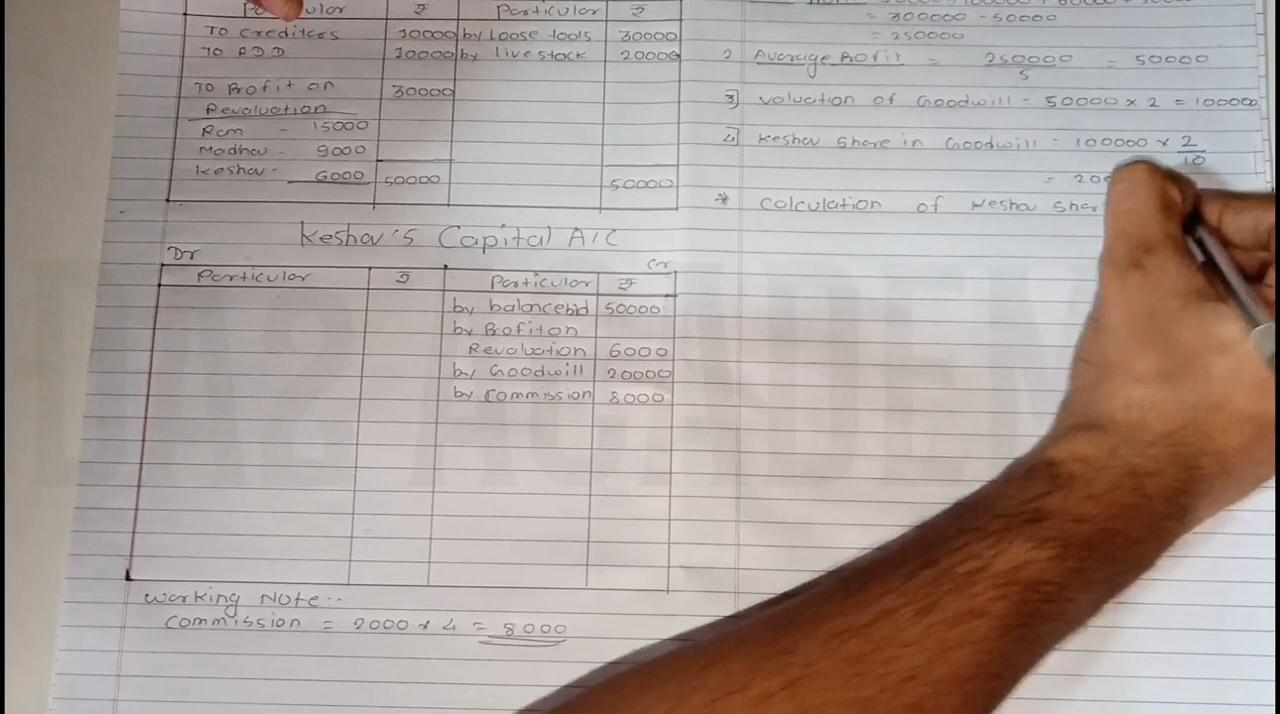 Particular ₹ Particular ₹
To Creditors 10000 by Loose tools 30000
To RDD 10000 by live stock 20000
To Profit on 30000
Revaluation
Ram - 15000
Madhav - 9000
Keshav - 6000 50000 50000
Keshav's Capital A/C
Dr Cr
Particular ₹ Particular ₹
by balance b/d 50000
by Profit on
Revaluation 6000
by Goodwill 20000
by Commission 8000
Working Note :-
Commission = 2000 × 4 = 8000
= 300000 - 50000
= 250000
2 Average Profit = 250000 / 5 = 50000
3] Valuation of Goodwill = 50000 × 2 = 100000
4] Keshav Share in Goodwill = 100000 × 2/10
= 20
* Calculation of Keshav Shar